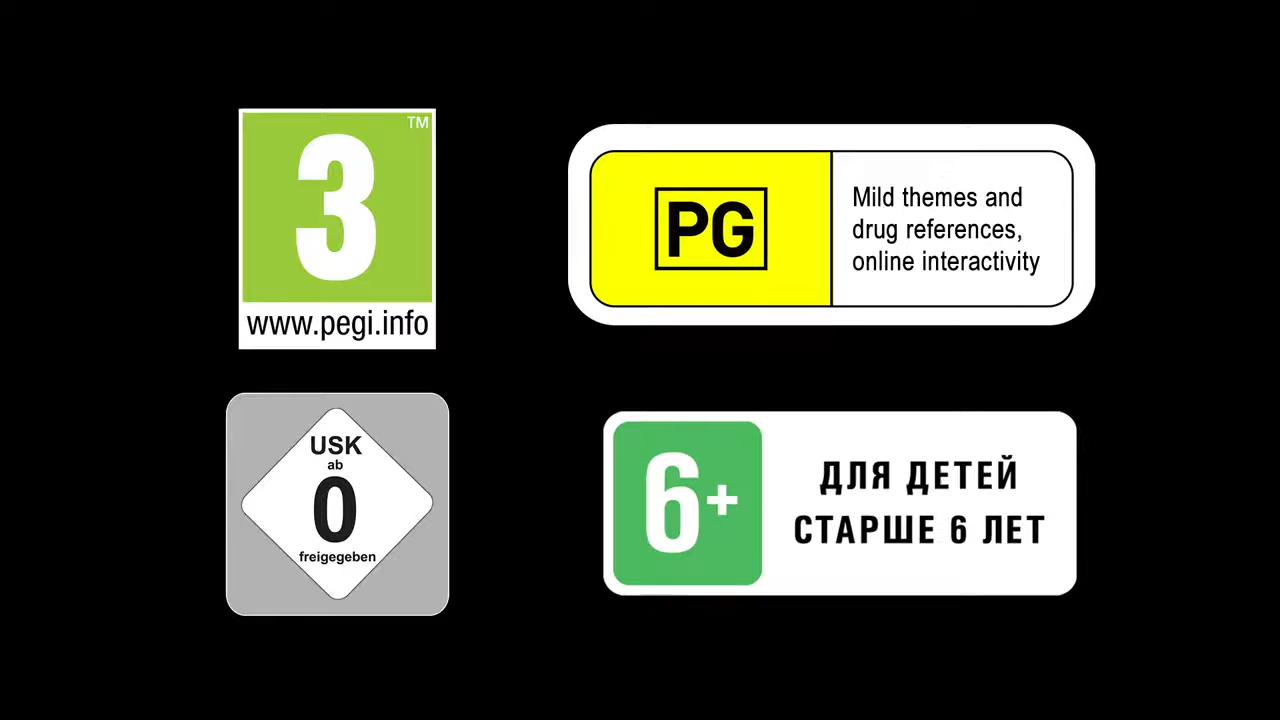 3
TM
www.pegi.info
PG
Mild themes and
drug references,
online interactivity
USK
ab
0
freigegeben
6+
ДЛЯ ДЕТЕЙ
СТАРШЕ 6 ЛЕТ